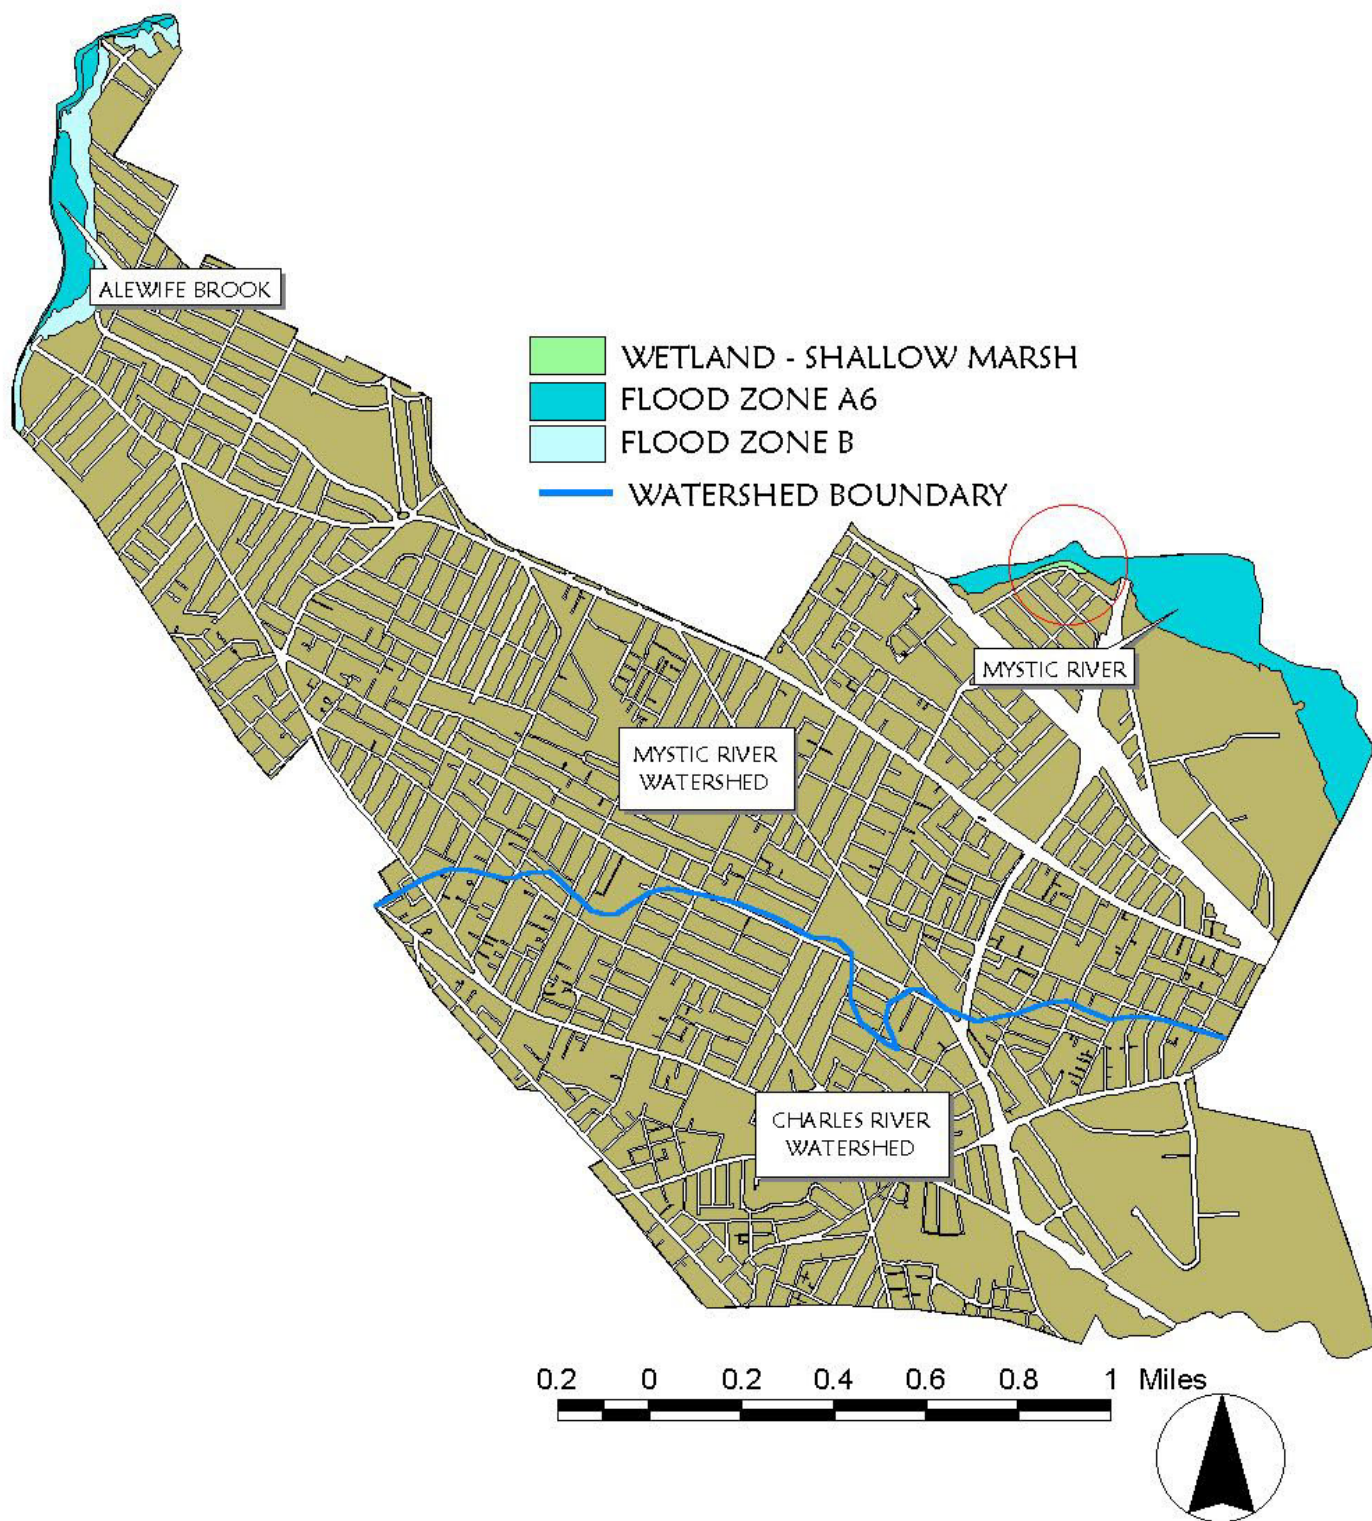 ALEWIFE BROOK
WETLAND - SHALLOW MARSH
FLOOD ZONE A6
FLOOD ZONE B
WATERSHED BOUNDARY
MYSTIC RIVER
MYSTIC RIVER
WATERSHED
CHARLES RIVER
WATERSHED
0.2 0 0.2 0.4 0.6 0.8 1 Miles